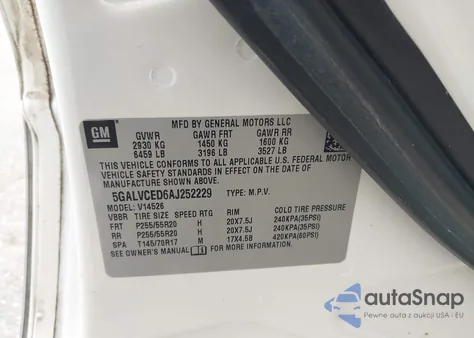 MFD BY GENERAL MOTORS LLC
GM
GVWR GAWR FRT GAWR RR
2930 KG 1450 KG 1600 KG
6459 LB 3196 LB 3527 LB
THIS VEHICLE CONFORMS TO ALL APPLICABLE U.S. FEDERAL MOTOR
VEHICLE SAFETY STANDARDS IN EFFECT ON THE DATE OF
MANUFACTURE SHOWN ABOVE.
5GALVCED6AJ252229 TYPE: M.P.V.
MODEL: V14526
VBBR TIRE SIZE SPEED RTG RIM COLD TIRE PRESSURE
FRT P255/55R20 H 20X7.5J 240KPA(35PSI)
RR P255/55R20 H 20X7.5J 240KPA(35PSI)
SPA T145/70R17 M 17X4.5B 420KPA(60PSI)
SEE OWNER'S MANUAL FOR MORE INFORMATION.
autoSnap
Pewne auta z aukcji USA i EU